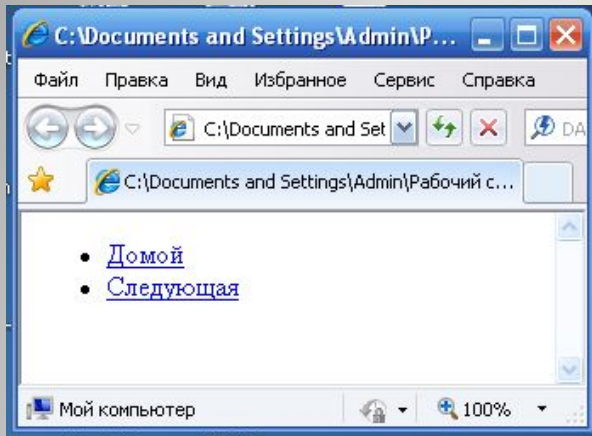 C:\Documents and Settings\Admin\P...
Файл Правка Вид Избранное Сервис Справка
C:\Documents and Set
DA
C:\Documents and Settings\Admin\Рабочий с...
Домой
Следующая
Мой компьютер 100%